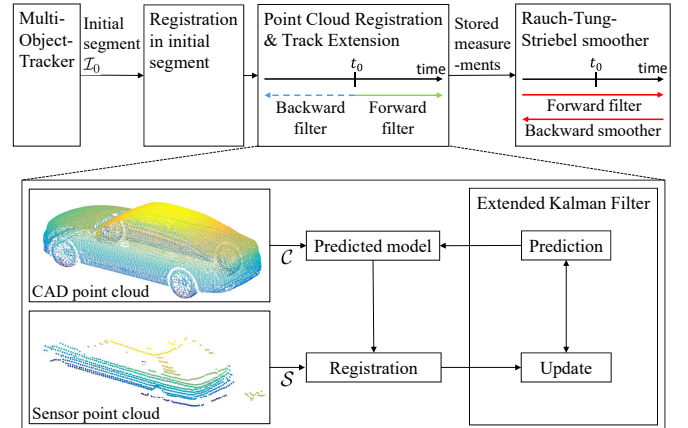 Multi-
Object-
Tracker
Initial
segment
𝓘₀
Registration
in initial
segment
Point Cloud Registration
& Track Extension
t₀
time
Backward
filter
Forward
filter
Stored
measure
-ments
Rauch-Tung-
Striebel smoother
t₀
time
Forward filter
Backward smoother
CAD point cloud
𝒞
Predicted model
Extended Kalman Filter
Prediction
Sensor point cloud
𝒮
Registration
Update